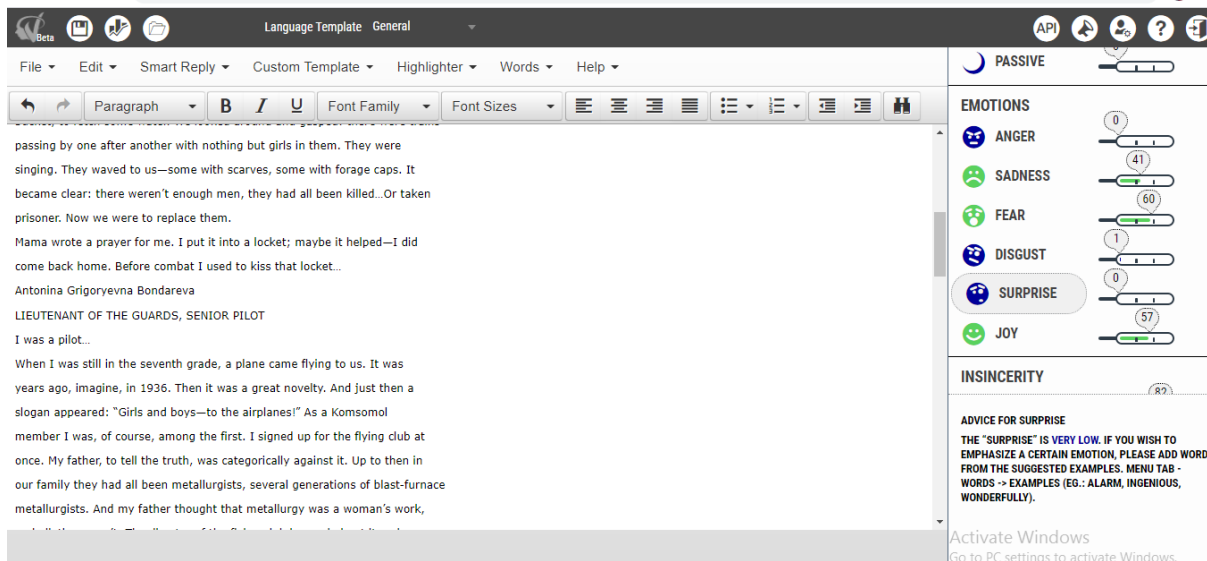 Beta
Language Template General
API
?
File Edit Smart Reply Custom Template Highlighter Words Help
Paragraph B I U Font Family Font Sizes
passing by one after another with nothing but girls in them. They were
singing. They waved to us—some with scarves, some with forage caps. It
became clear: there weren't enough men, they had all been killed…Or taken
prisoner. Now we were to replace them.
Mama wrote a prayer for me. I put it into a locket; maybe it helped—I did
come back home. Before combat I used to kiss that locket…
Antonina Grigoryevna Bondareva
LIEUTENANT OF THE GUARDS, SENIOR PILOT
I was a pilot…
When I was still in the seventh grade, a plane came flying to us. It was
years ago, imagine, in 1936. Then it was a great novelty. And just then a
slogan appeared: "Girls and boys—to the airplanes!" As a Komsomol
member I was, of course, among the first. I signed up for the flying club at
once. My father, to tell the truth, was categorically against it. Up to then in
our family they had all been metallurgists, several generations of blast-furnace
metallurgists. And my father thought that metallurgy was a woman's work,
PASSIVE
EMOTIONS
ANGER 0
SADNESS 41
FEAR 60
DISGUST 1
SURPRISE 0
JOY 57
INSINCERITY
82
ADVICE FOR SURPRISE
THE "SURPRISE" IS VERY LOW. IF YOU WISH TO
EMPHASIZE A CERTAIN EMOTION, PLEASE ADD WORD
FROM THE SUGGESTED EXAMPLES. MENU TAB -
WORDS -> EXAMPLES (EG.: ALARM, INGENIOUS,
WONDERFULLY).
Activate Windows
Go to PC settings to activate Windows.